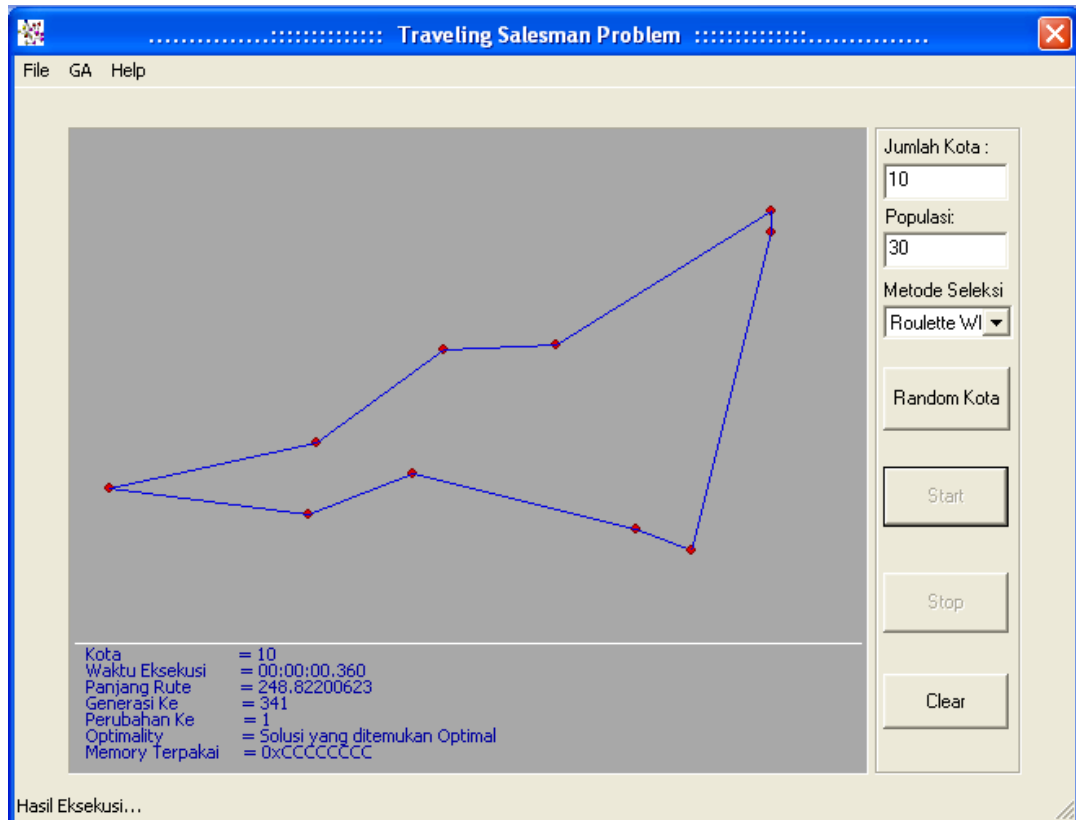 ...............:::::::::::::: Traveling Salesman Problem ::::::::::::::...............
File GA Help
Jumlah Kota :
10
Populasi:
30
Metode Seleksi
Roulette Wl
Random Kota
Start
Stop
Clear
Kota = 10
Waktu Eksekusi = 00:00:00.360
Panjang Rute = 248.82200623
Generasi Ke = 341
Perubahan Ke = 1
Optimality = Solusi yang ditemukan Optimal
Memory Terpakai = 0xCCCCCCCC
Hasil Eksekusi...